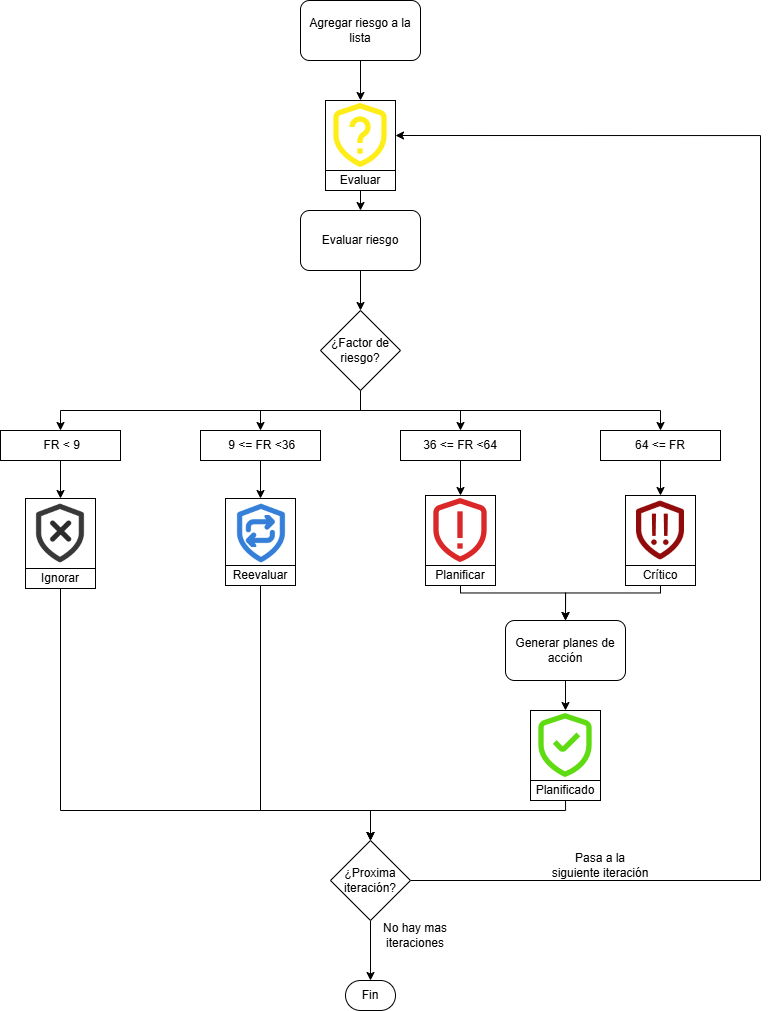 Agregar riesgo a la
lista
Evaluar
Evaluar riesgo
¿Factor de
riesgo?
FR < 9
9 <= FR <36
36 <= FR <64
64 <= FR
Ignorar
Reevaluar
Planificar
Crítico
Generar planes de
acción
Planificado
¿Proxima
iteración?
Pasa a la
siguiente iteración
No hay mas
iteraciones
Fin